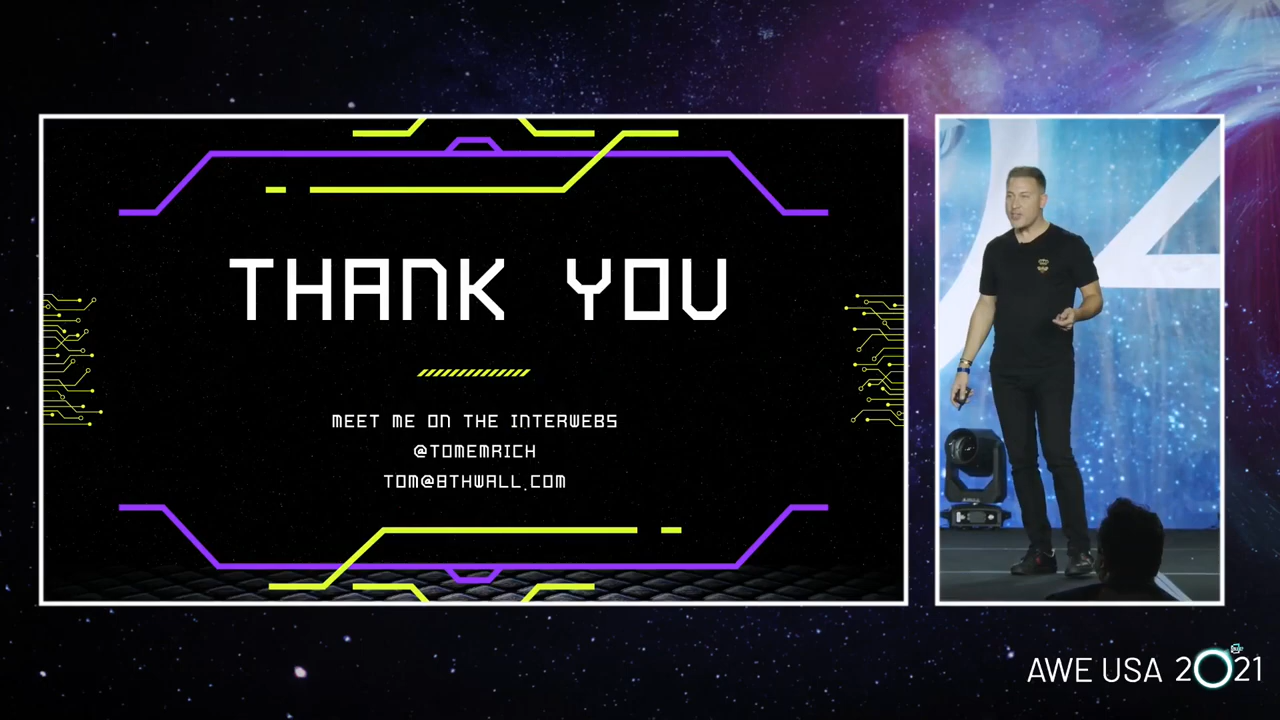 THANK YOU
MEET ME ON THE INTERWEBS
@TOMEMRICH
TOM@8THWALL.COM
AWE USA 2021